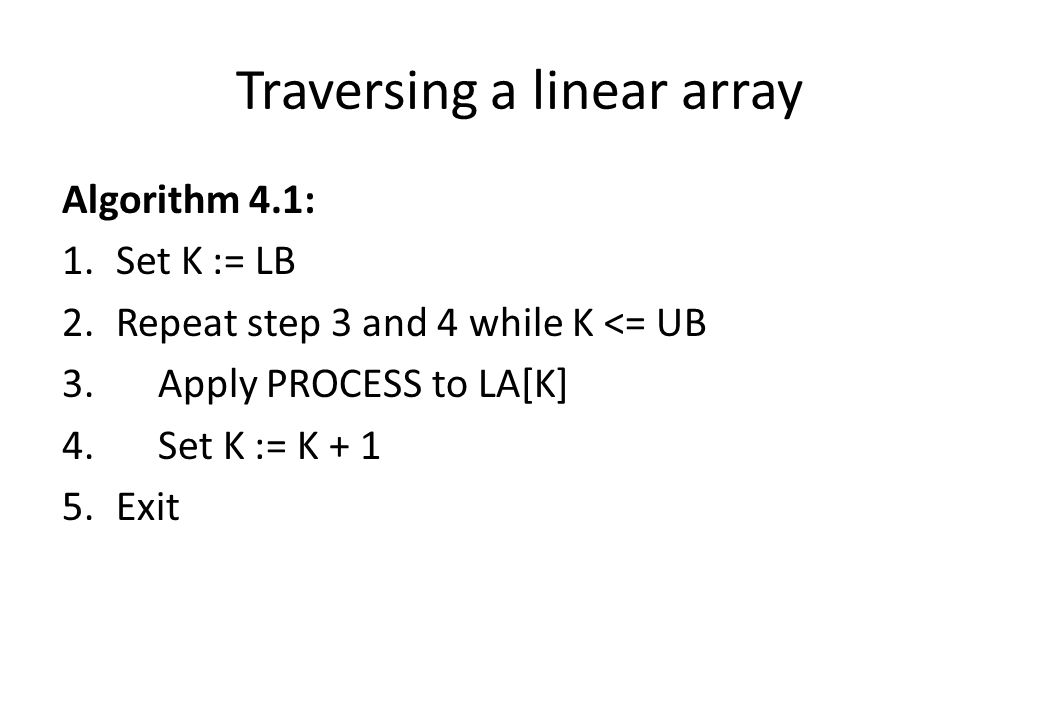 Traversing a linear array
Algorithm 4.1:
1. Set K := LB
2. Repeat step 3 and 4 while K <= UB
3. Apply PROCESS to LA[K]
4. Set K := K + 1
5. Exit